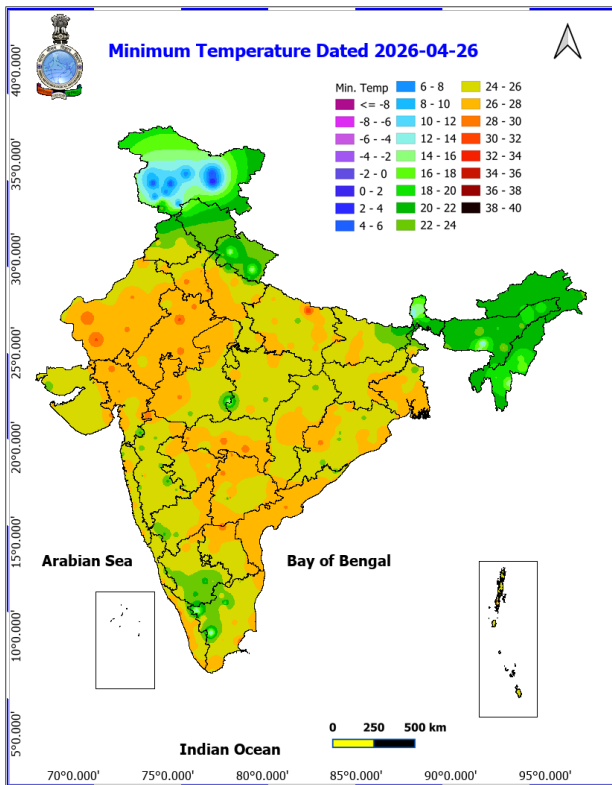 Minimum Temperature Dated 2026-04-26
Min. Temp
<= -8
-8 - -6
-6 - -4
-4 - -2
-2 - 0
0 - 2
2 - 4
4 - 6
6 - 8
8 - 10
10 - 12
12 - 14
14 - 16
16 - 18
18 - 20
20 - 22
22 - 24
24 - 26
26 - 28
28 - 30
30 - 32
32 - 34
34 - 36
36 - 38
38 - 40
40°0.000'
35°0.000'
30°0.000'
25°0.000'
20°0.000'
15°0.000'
10°0.000'
5°0.000'
Arabian Sea
Bay of Bengal
0 250 500 km
Indian Ocean
70°0.000' 75°0.000' 80°0.000' 85°0.000' 90°0.000' 95°0.000'